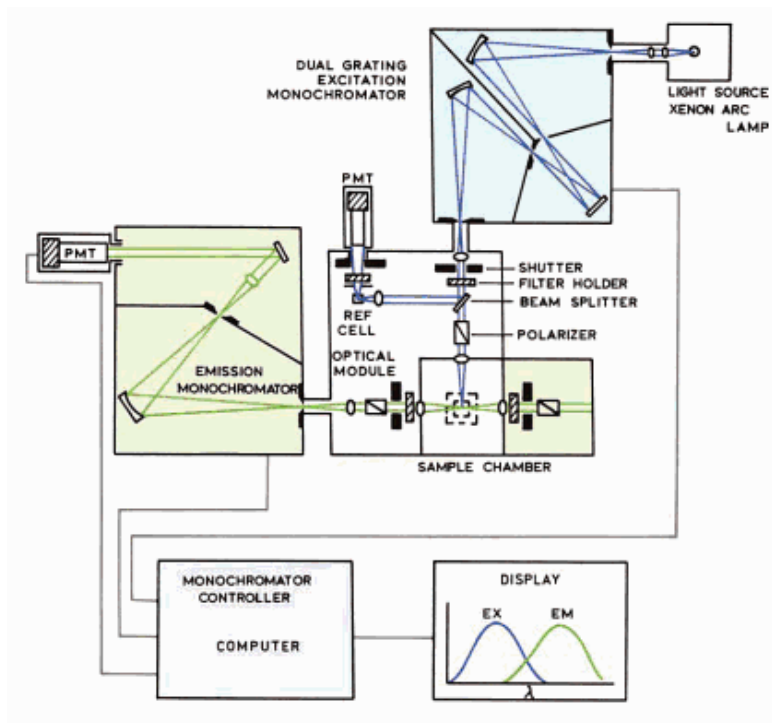 DUAL GRATING
EXCITATION
MONOCHROMATOR
LIGHT SOURCE
XENON ARC
LAMP
PMT
PMT
SHUTTER
FILTER HOLDER
BEAM SPLITTER
REF
CELL
POLARIZER
OPTICAL
MODULE
EMISSION
MONOCHROMATOR
SAMPLE CHAMBER
MONOCHROMATOR
CONTROLLER
COMPUTER
DISPLAY
EX
EM
λ